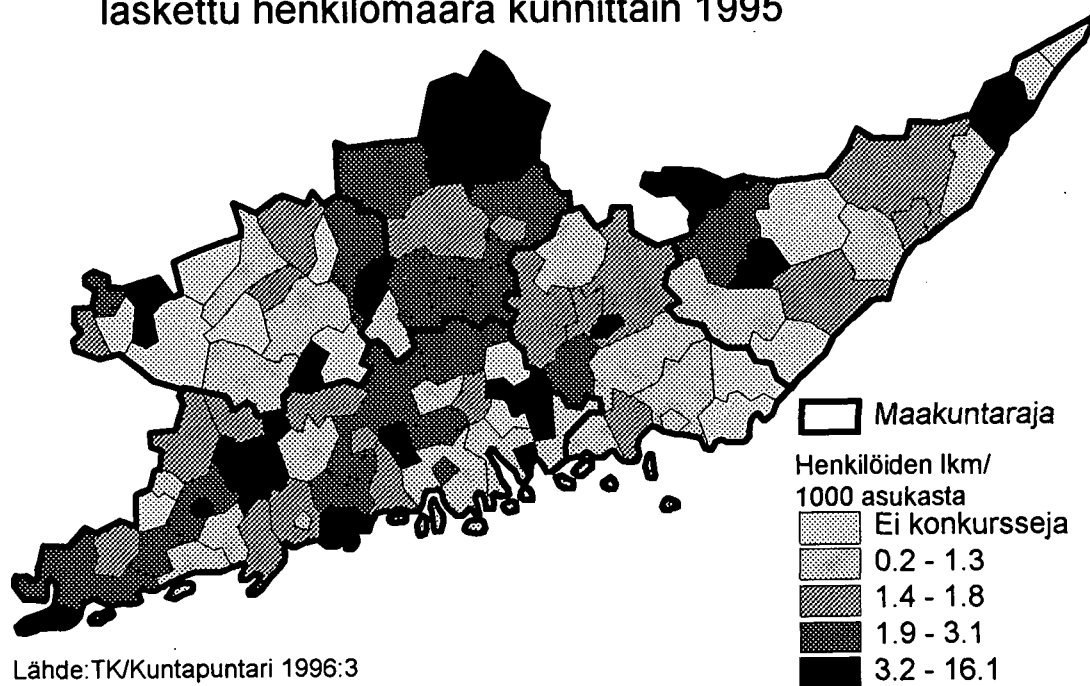 laskettu henkilömäärä kunnittain 1995
Maakuntaraja
Henkilöiden lkm/
1000 asukasta
Ei konkursseja
0.2 - 1.3
1.4 - 1.8
1.9 - 3.1
3.2 - 16.1
Lähde:TK/Kuntapuntari 1996:3